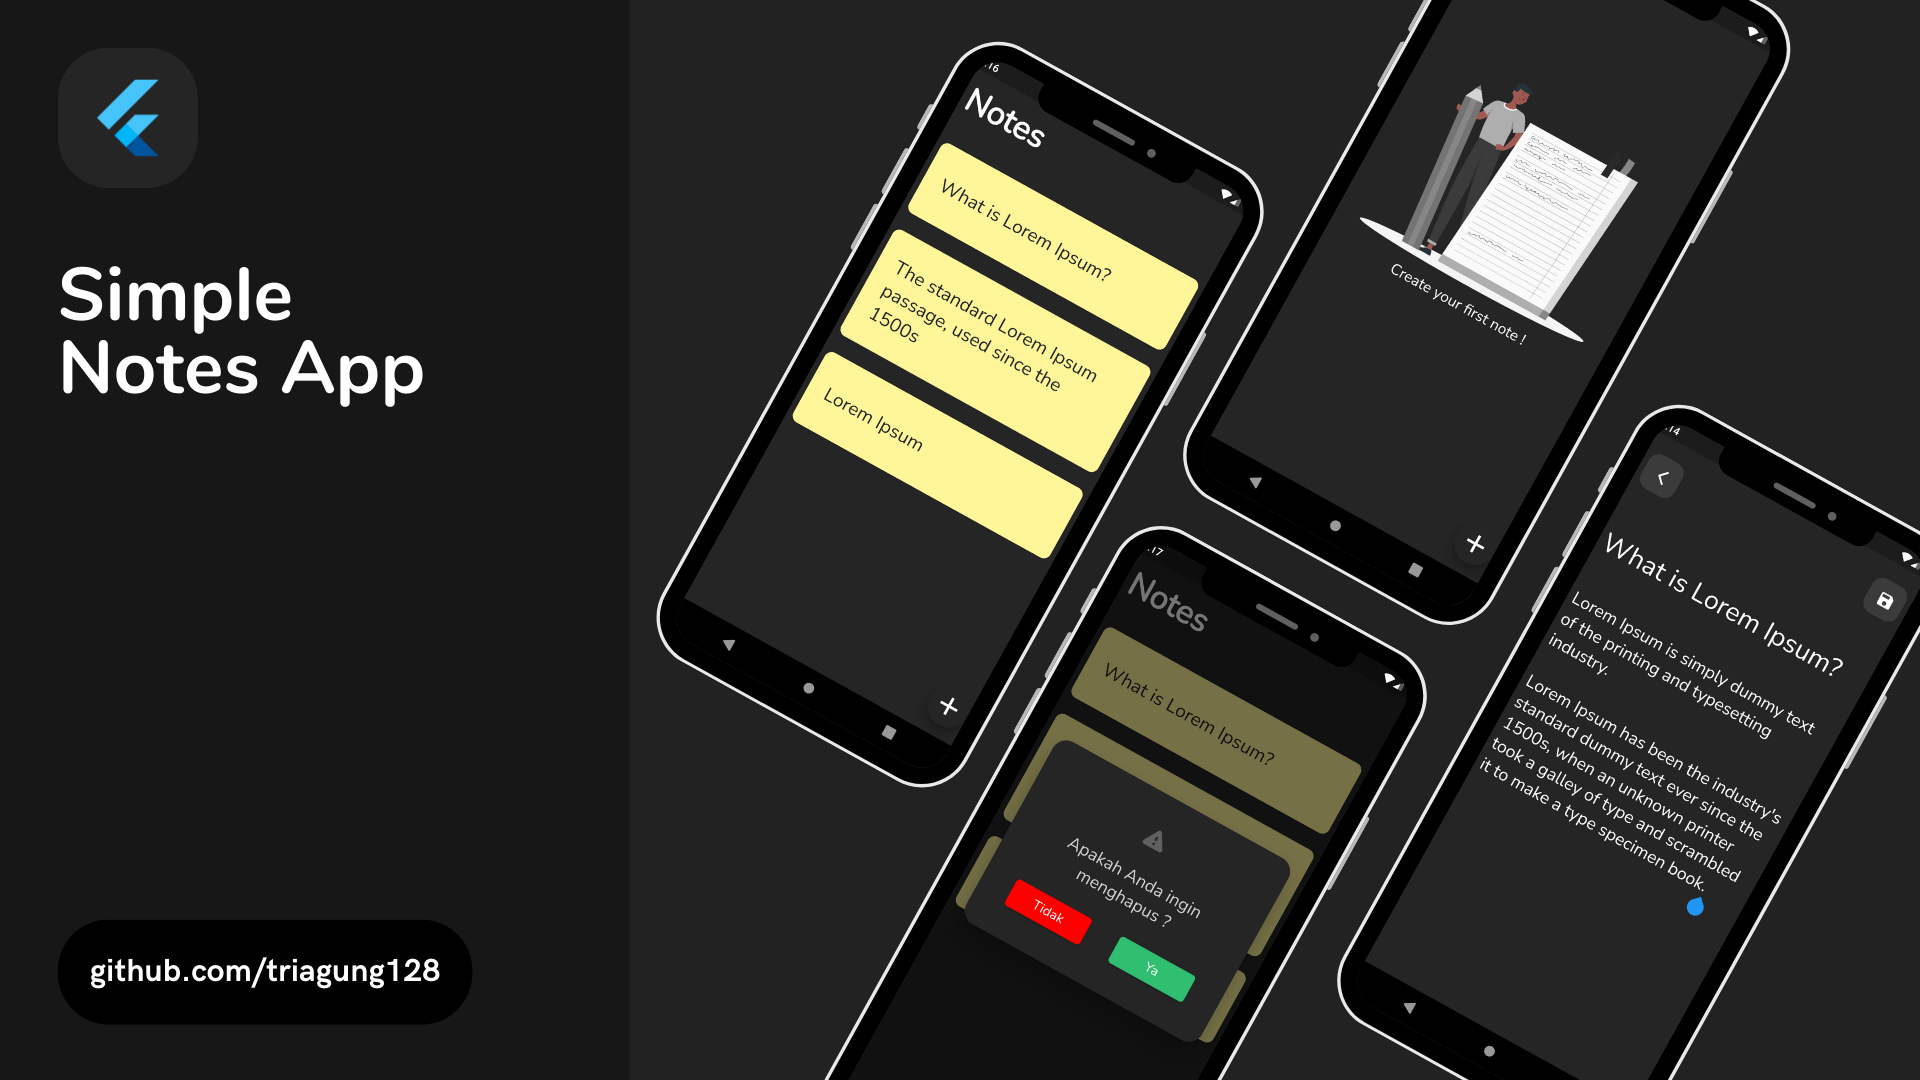 Simple
Notes App
github.com/triagung128
:16
Notes
What is Lorem Ipsum?
The standard Lorem Ipsum
passage, used since the
1500s
Lorem Ipsum
Create your first note !
:17
Notes
What is Lorem Ipsum?
Apakah Anda ingin
menghapus ?
Tidak
Ya
:14
What is Lorem Ipsum?
Lorem Ipsum is simply dummy text
of the printing and typesetting
industry.
Lorem Ipsum has been the industry's
standard dummy text ever since the
1500s, when an unknown printer
took a galley of type and scrambled
it to make a type specimen book.